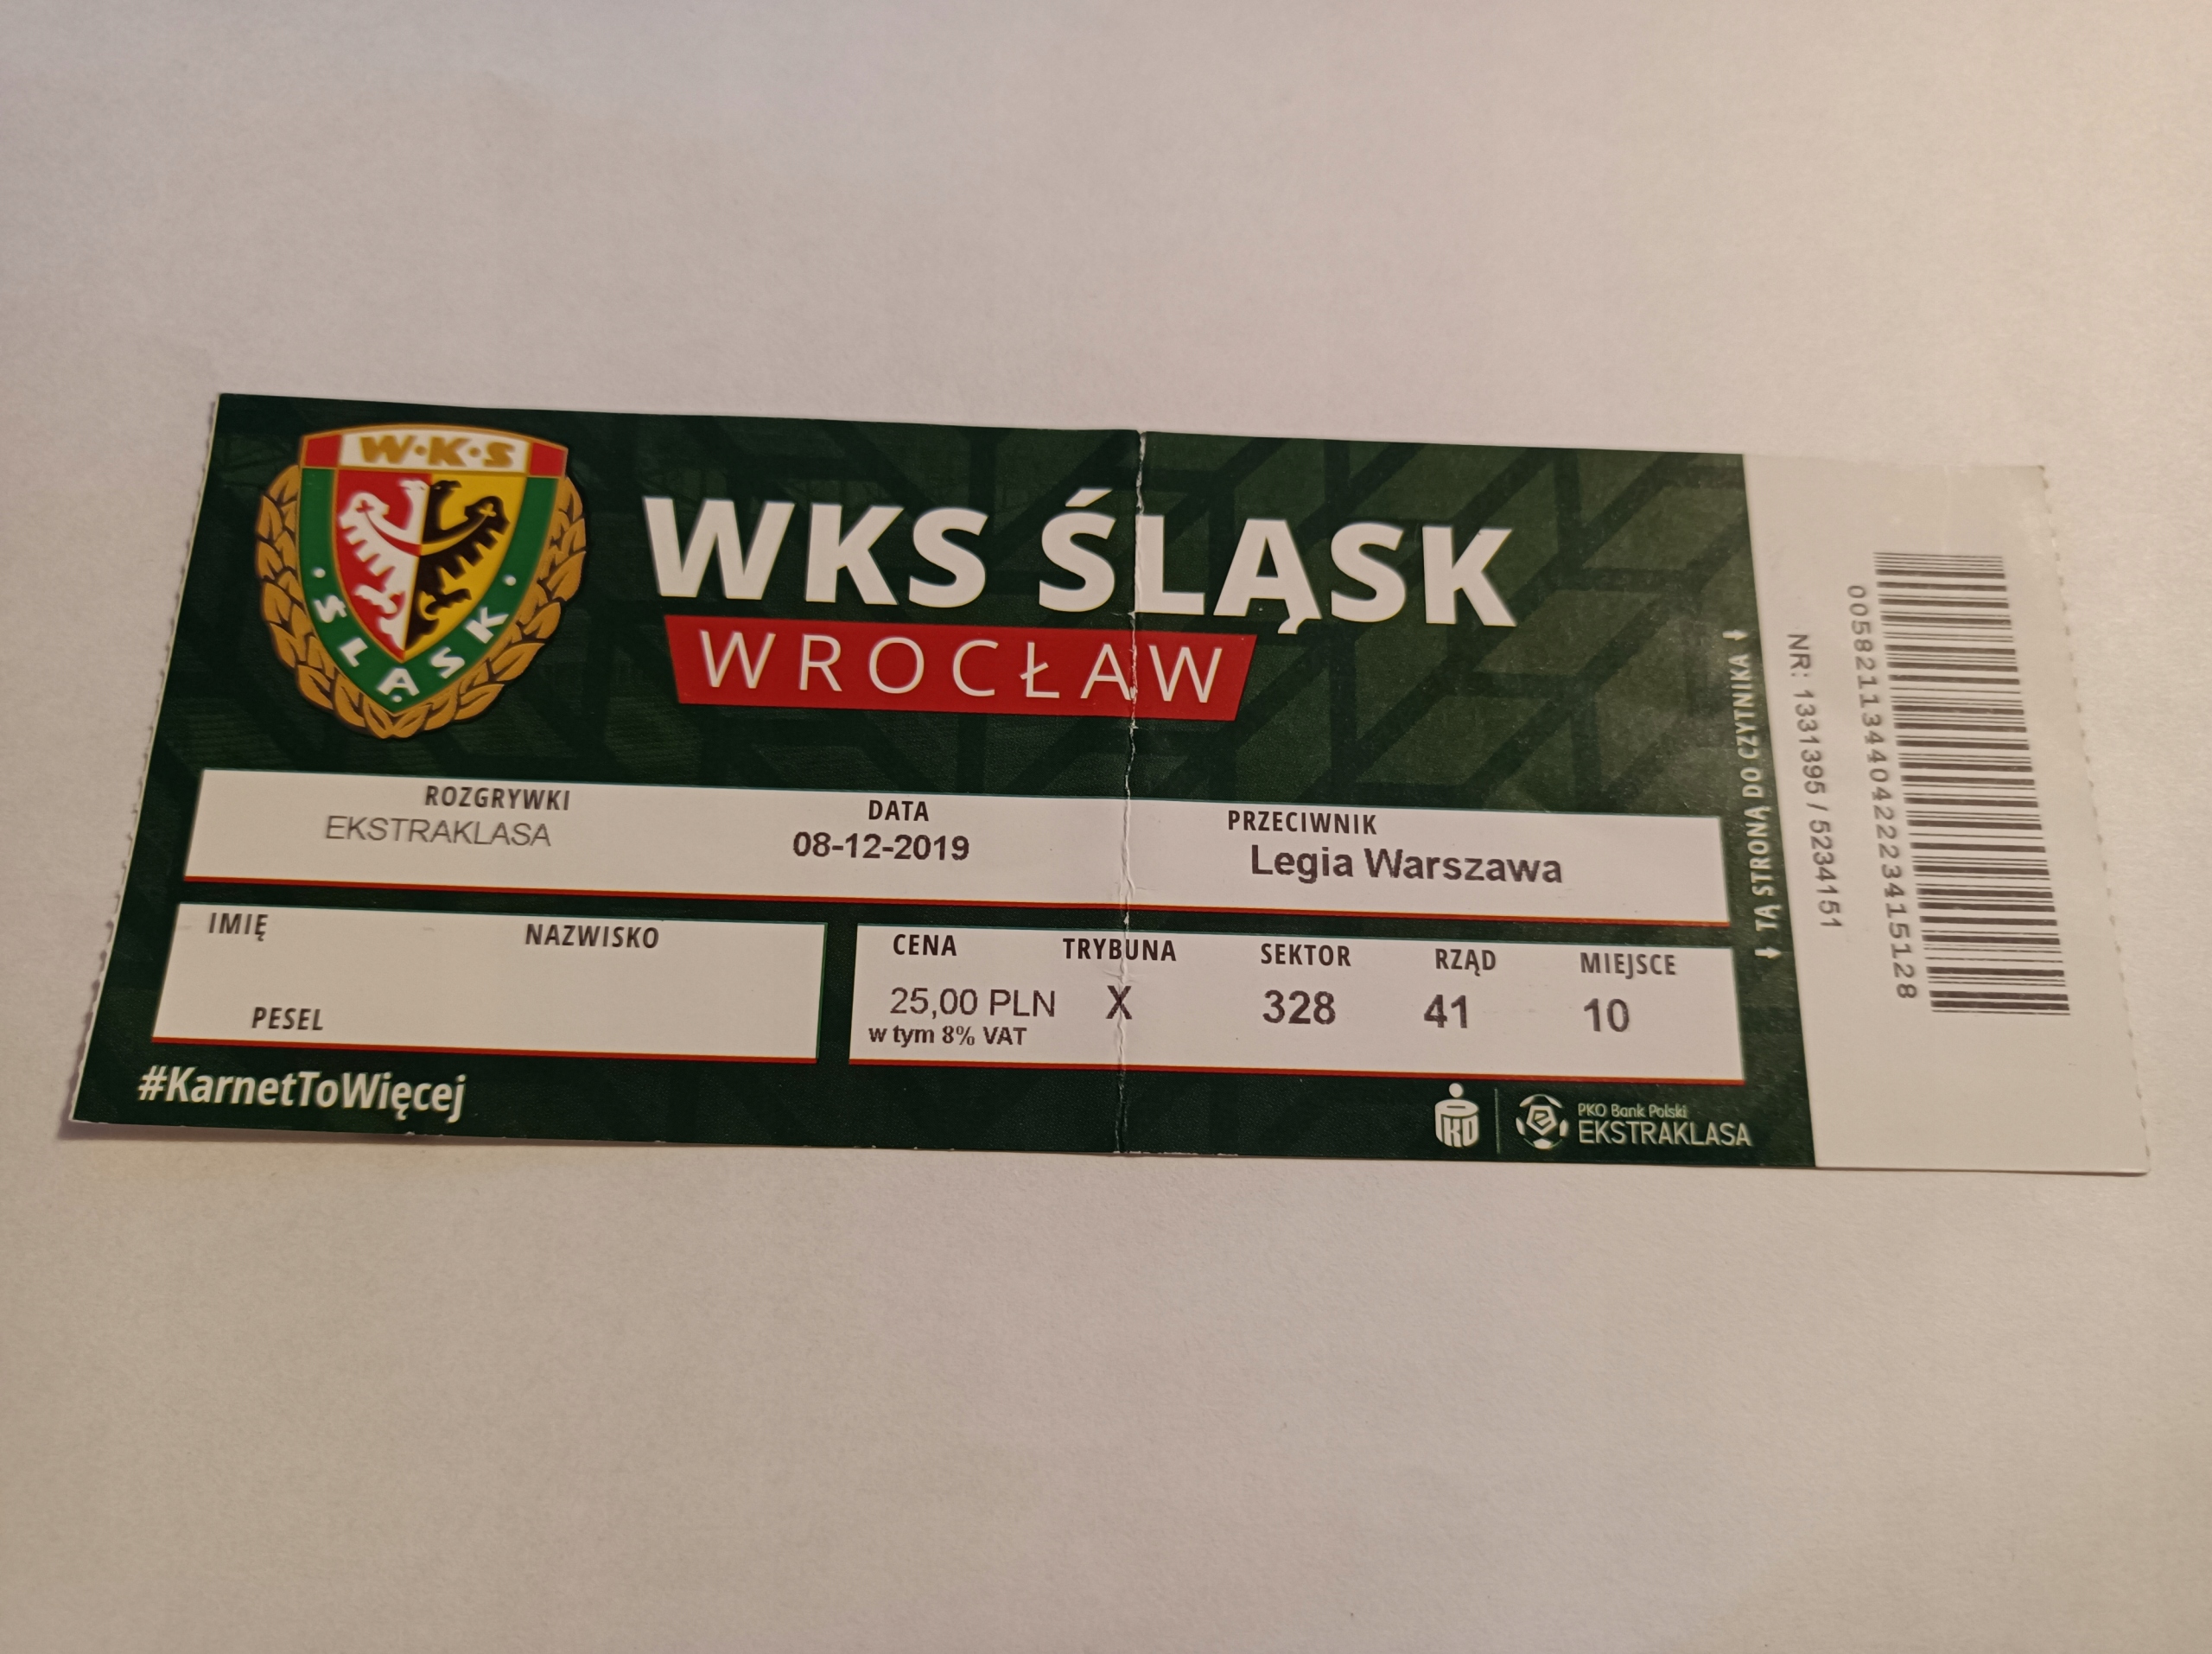 W·K·S
ŚLĄSK
WKS ŚLĄSK
WROCŁAW
ROZGRYWKI
EKSTRAKLASA
DATA
08-12-2019
PRZECIWNIK
Legia Warszawa
IMIĘ
NAZWISKO
PESEL
CENA TRYBUNA SEKTOR RZĄD MIEJSCE
25,00 PLN X 328 41 10
w tym 8% VAT
#KarnetToWięcej
PKO Bank Polski
EKSTRAKLASA
TĄ STRONĄ DO CZYTNIKA
NR: 1331395 / 5234151
00582113440422234151​28